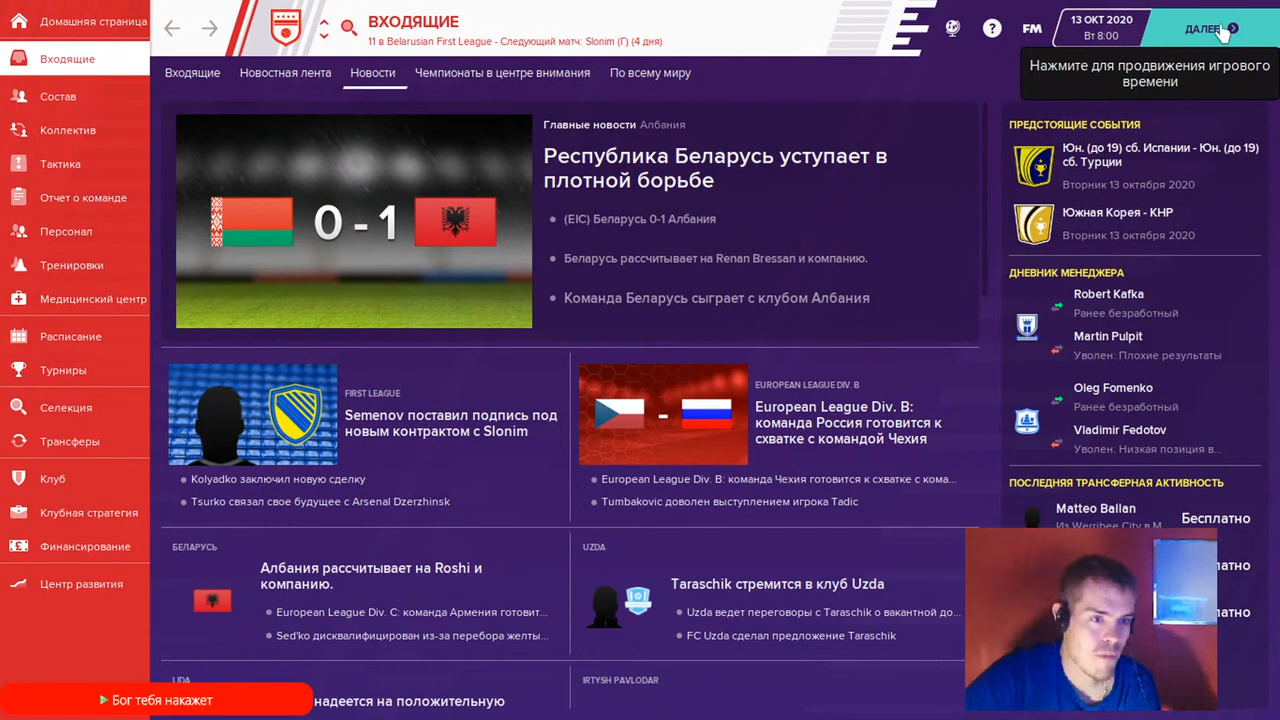 Домашняя страница
Входящие
Состав
Коллектив
Тактика
Отчет о команде
Персонал
Тренировки
Медицинский центр
Расписание
Турниры
Селекция
Трансферы
Клуб
Клубная стратегия
Финансирование
Центр развития
Бог тебя накажет
ВХОДЯЩИЕ
11 в Belarusian First League - Следующий матч: Slonim (Г) (4 дня)
? FM
13 ОКТ 2020
Вт 8:00
ДАЛЕЕ
Нажмите для продвижения игрового
времени
Входящие Новостная лента Новости Чемпионаты в центре внимания По всему миру
0 - 1
Главные новости Албания
Республика Беларусь уступает в
плотной борьбе
(EIC) Беларусь 0-1 Албания
Беларусь рассчитывает на Renan Bressan и компанию.
Команда Беларусь сыграет с клубом Албания
FIRST LEAGUE
Semenov поставил подпись под
новым контрактом с Slonim
Kolyadko заключил новую сделку
Tsurko связал свое будущее с Arsenal Dzerzhinsk
EUROPEAN LEAGUE DIV. B
European League Div. B:
команда Россия готовится к
схватке с командой Чехия
European League Div. B: команда Чехия готовится к схватке с кома...
Tumbakovic доволен выступлением игрока Tadic
БЕЛАРУСЬ
Албания рассчитывает на Roshi и
компанию.
European League Div. C: команда Армения готовит...
Sed'ko дисквалифицирован из-за перебора желты...
UZDA
Taraschik стремится в клуб Uzda
Uzda ведет переговоры с Taraschik о вакантной до...
FC Uzda сделал предложение Taraschik
LIDA
надеется на положительную
IRTYSH PAVLODAR
ПРЕДСТОЯЩИЕ СОБЫТИЯ
Юн. (до 19) сб. Испании - Юн. (до 19)
сб. Турции
Вторник 13 октября 2020
Южная Корея - КНР
Вторник 13 октября 2020
ДНЕВНИК МЕНЕДЖЕРА
Robert Kafka
Ранее безработный
Martin Pulpit
Уволен: Плохие результаты
Oleg Fomenko
Ранее безработный
Vladimir Fedotov
Уволен: Низкая позиция в...
ПОСЛЕДНЯЯ ТРАНСФЕРНАЯ АКТИВНОСТЬ
Matteo Ballan
Из Werribee City в M
Бесплатно